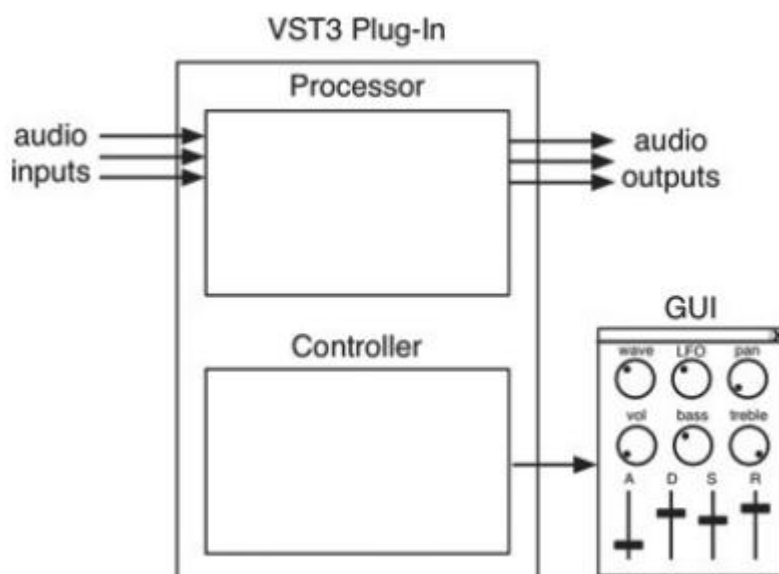 VST3 Plug-In
Processor
audio
inputs
audio
outputs
GUI
Controller
wave LFO pan
vol bass treble
A D S R